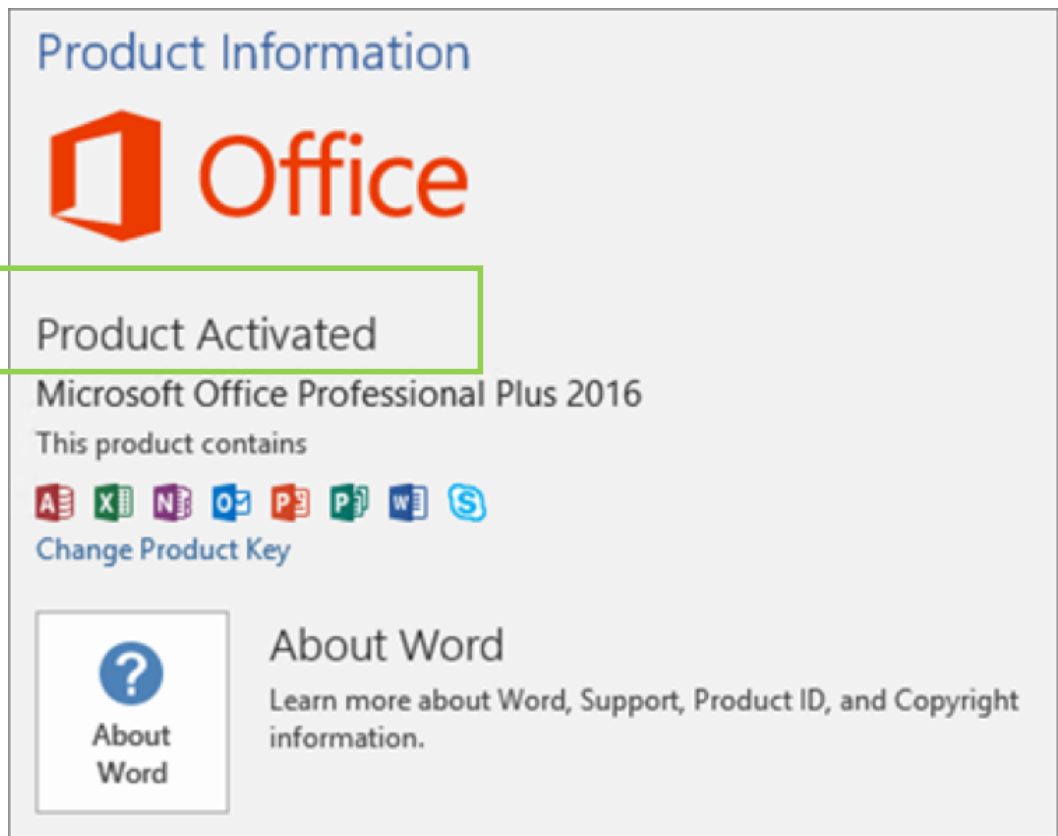 Product Information
Office
Product Activated
Microsoft Office Professional Plus 2016
This product contains
Change Product Key
About Word
Learn more about Word, Support, Product ID, and Copyright
information.
About
Word